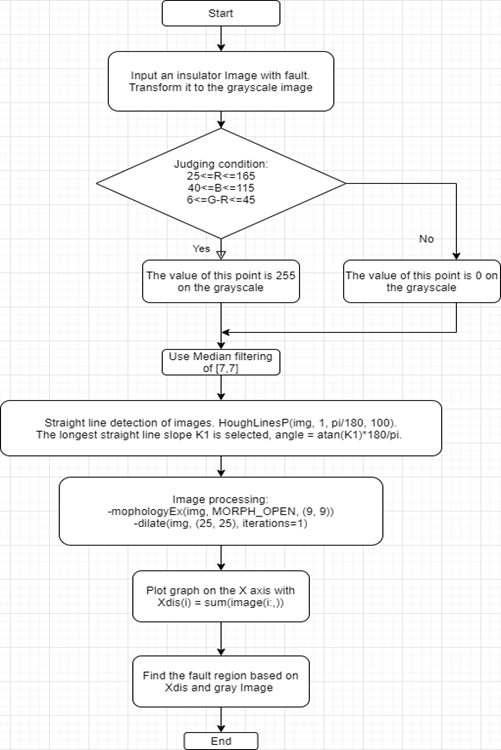 Start
Input an insulator Image with fault.
Transform it to the grayscale image
Judging condition:
25<=R<=165
40<=B<=115
6<=G-R<=45
Yes
No
The value of this point is 255
on the grayscale
The value of this point is 0 on
the grayscale
Use Median filtering
of [7,7]
Straight line detection of images. HoughLinesP(img, 1, pi/180, 100).
The longest straight line slope K1 is selected, angle = atan(K1)*180/pi.
Image processing:
-mophologyEx(img, MORPH_OPEN, (9, 9))
-dilate(img, (25, 25), iterations=1)
Plot graph on the X axis with
Xdis(i) = sum(image(i:,))
Find the fault region based on
Xdis and gray Image
End